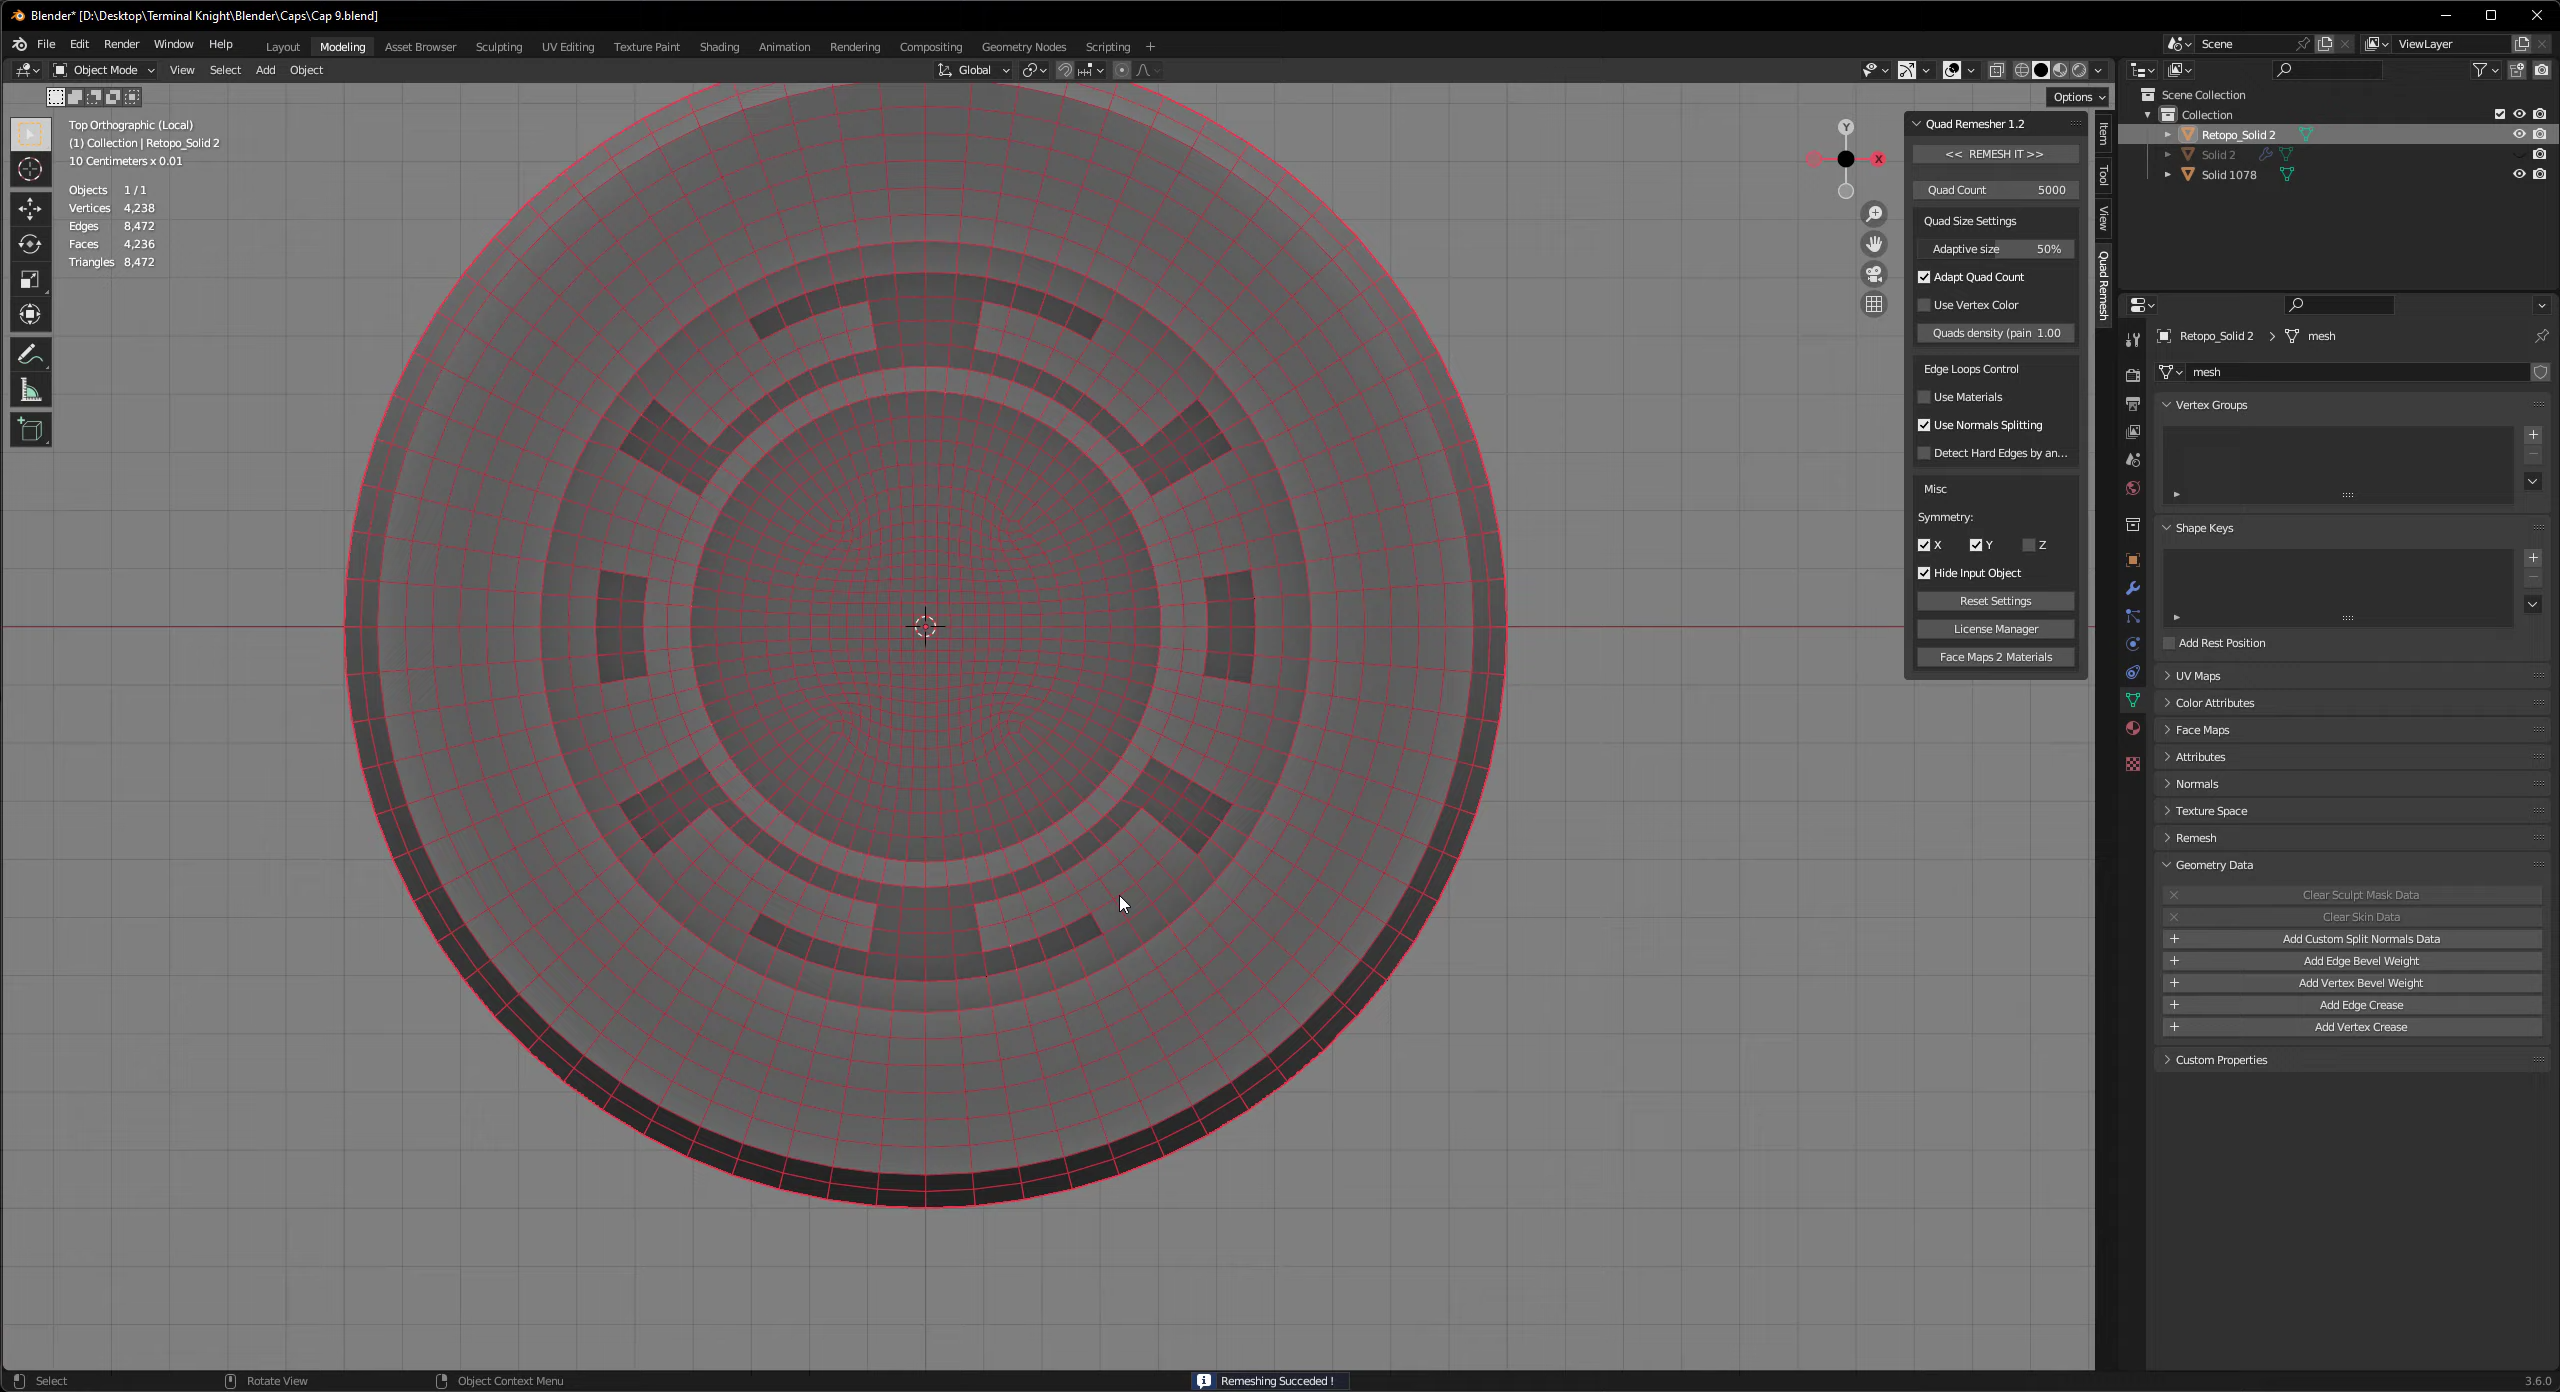 Blender* [D:\Desktop\Terminal Knight\Blender\Caps\Cap 9.blend]
File Edit Render Window Help Layout Modeling Asset Browser Sculpting UV Editing Texture Paint Shading Animation Rendering Compositing Geometry Nodes Scripting + Scene ViewLayer
Object Mode View Select Add Object Global
Options
Top Orthographic (Local)
(1) Collection | Retopo_Solid 2
10 Centimeters x 0.01
Objects 1 / 1
Vertices 4,238
Edges 8,472
Faces 4,236
Triangles 8,472
Y
X
Quad Remesher 1.2
<< REMESH IT >>
Quad Count 5000
Quad Size Settings
Adaptive size 50%
Adapt Quad Count
Use Vertex Color
Quads density (pain 1.00
Edge Loops Control
Use Materials
Use Normals Splitting
Detect Hard Edges by an...
Misc
Symmetry:
X Y Z
Hide Input Object
Reset Settings
License Manager
Face Maps 2 Materials
Item
Tool
View
Quad Remesh
Scene Collection
Collection
Retopo_Solid 2
Solid 2
Solid 1078
Retopo_Solid 2 > mesh
mesh
Vertex Groups
Shape Keys
Add Rest Position
UV Maps
Color Attributes
Face Maps
Attributes
Normals
Texture Space
Remesh
Geometry Data
Clear Sculpt Mask Data
Clear Skin Data
Add Custom Split Normals Data
Add Edge Bevel Weight
Add Vertex Bevel Weight
Add Edge Crease
Add Vertex Crease
Custom Properties
Select Rotate View Object Context Menu Remeshing Succeded ! 3.6.0